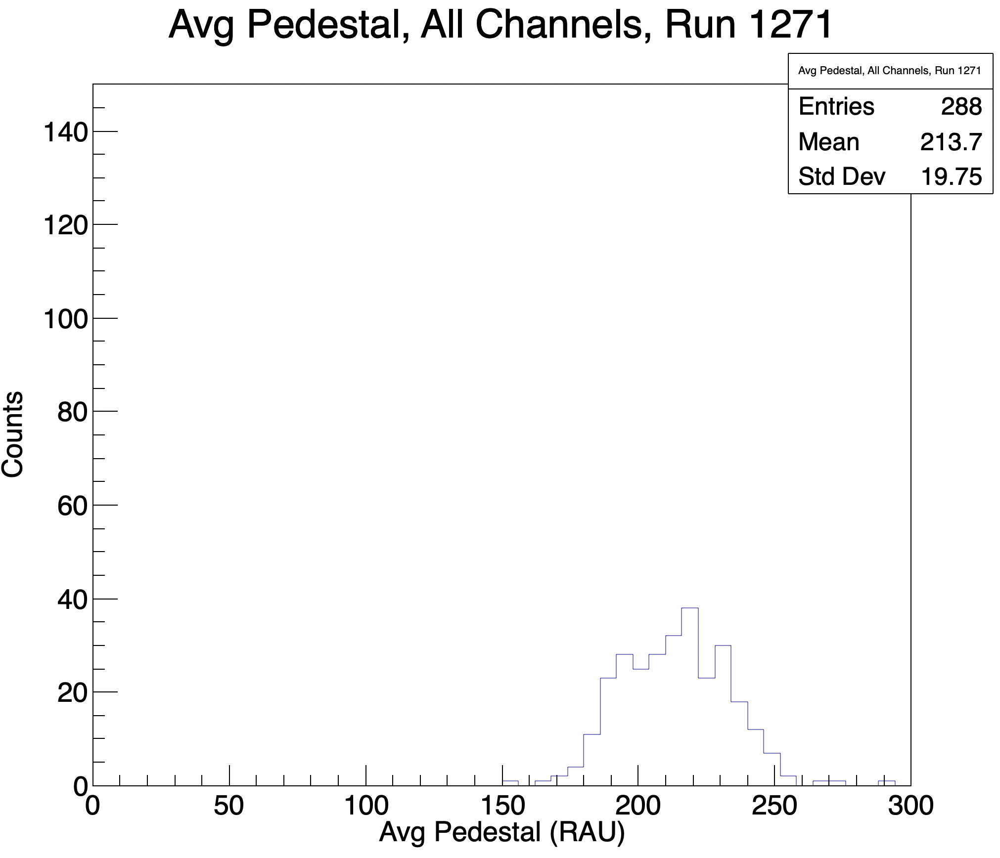 Avg Pedestal, All Channels, Run 1271
Avg Pedestal, All Channels, Run 1271
Entries 288
Mean 213.7
Std Dev 19.75
140
120
100
80
60
40
20
0
Counts
0 50 100 150 200 250 300
Avg Pedestal (RAU)